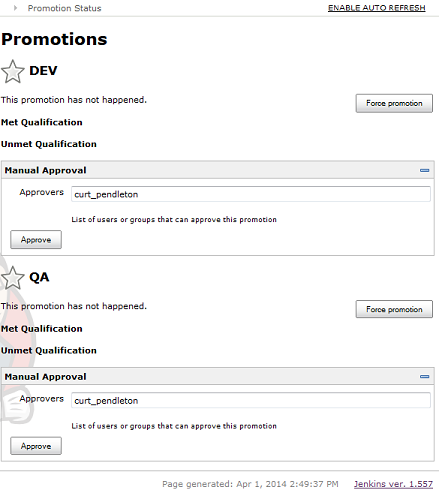 Promotion Status
ENABLE AUTO REFRESH
Promotions
DEV
This promotion has not happened.
Force promotion
Met Qualification
Unmet Qualification
Manual Approval
Approvers curt_pendleton
List of users or groups that can approve this promotion
Approve
QA
This promotion has not happened.
Force promotion
Met Qualification
Unmet Qualification
Manual Approval
Approvers curt_pendleton
List of users or groups that can approve this promotion
Approve
Page generated: Apr 1, 2014 2:49:37 PM Jenkins ver. 1.557